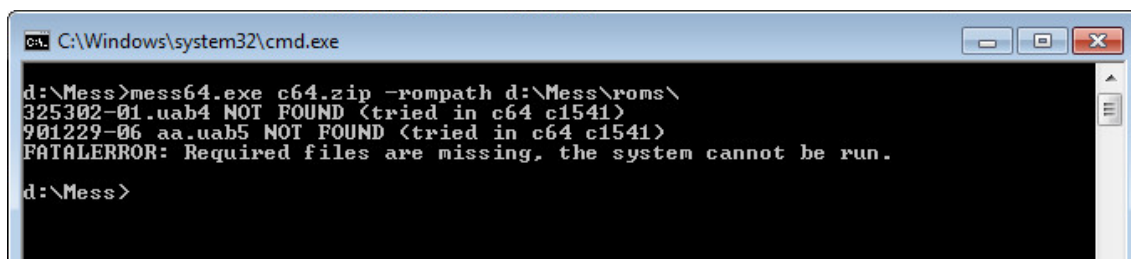 C:\Windows\system32\cmd.exe
d:\Mess>mess64.exe c64.zip -rompath d:\Mess\roms\
325302-01.uab4 NOT FOUND (tried in c64 c1541)
901229-06 aa.uab5 NOT FOUND (tried in c64 c1541)
FATALERROR: Required files are missing, the system cannot be run.
d:\Mess>